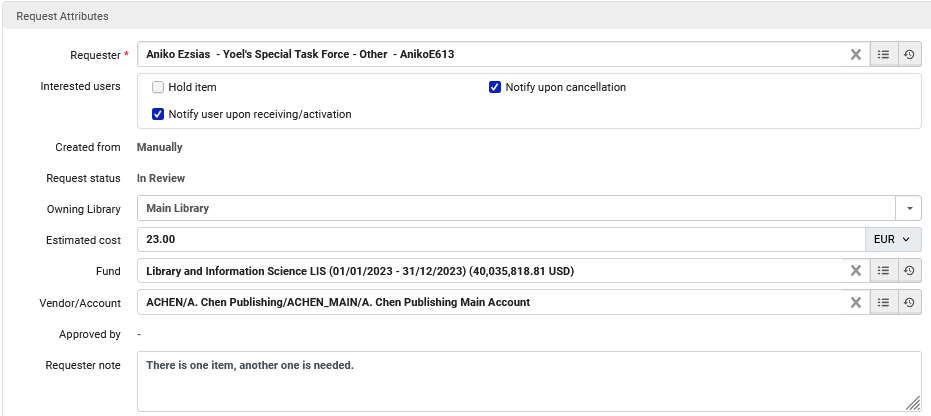 Request Attributes
Requester * Aniko Ezsias - Yoel's Special Task Force - Other - AnikoE613
Interested users Hold item Notify upon cancellation
Notify user upon receiving/activation
Created from Manually
Request status In Review
Owning Library Main Library
Estimated cost 23.00 EUR
Fund Library and Information Science LIS (01/01/2023 - 31/12/2023) (40,035,818.81 USD)
Vendor/Account ACHEN/A. Chen Publishing/ACHEN_MAIN/A. Chen Publishing Main Account
Approved by -
Requester note There is one item, another one is needed.